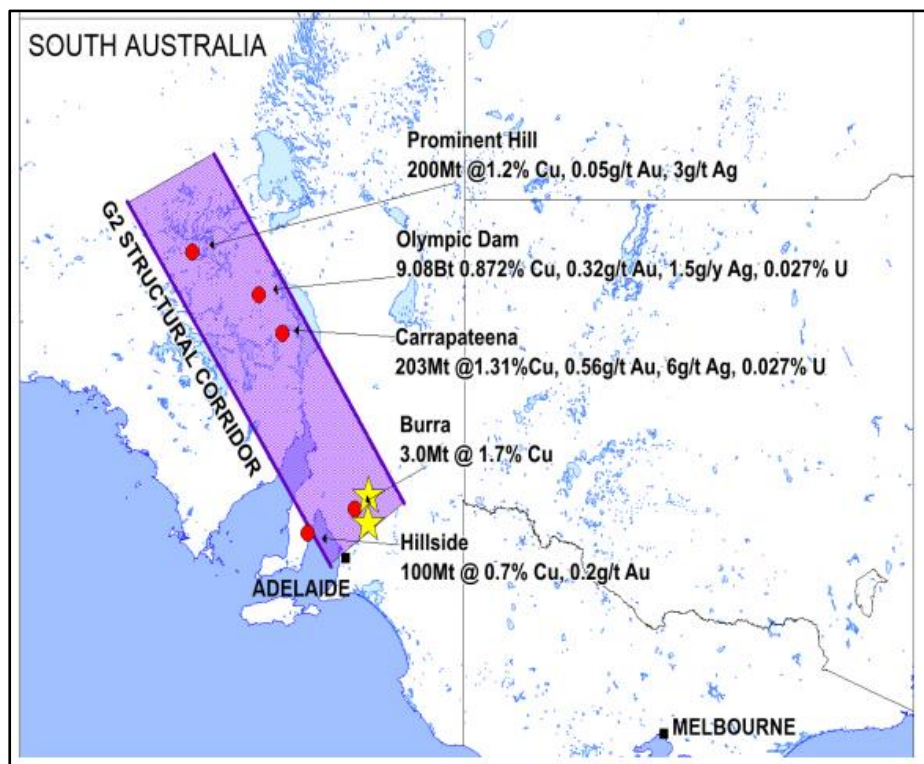 SOUTH AUSTRALIA
Prominent Hill
200Mt @1.2% Cu, 0.05g/t Au, 3g/t Ag
G2 STRUCTURAL CORRIDOR
Olympic Dam
9.08Bt 0.872% Cu, 0.32g/t Au, 1.5g/y Ag, 0.027% U
Carrapateena
203Mt @1.31%Cu, 0.56g/t Au, 6g/t Ag, 0.027% U
Burra
3.0Mt @ 1.7% Cu
Hillside
100Mt @ 0.7% Cu, 0.2g/t Au
ADELAIDE
MELBOURNE